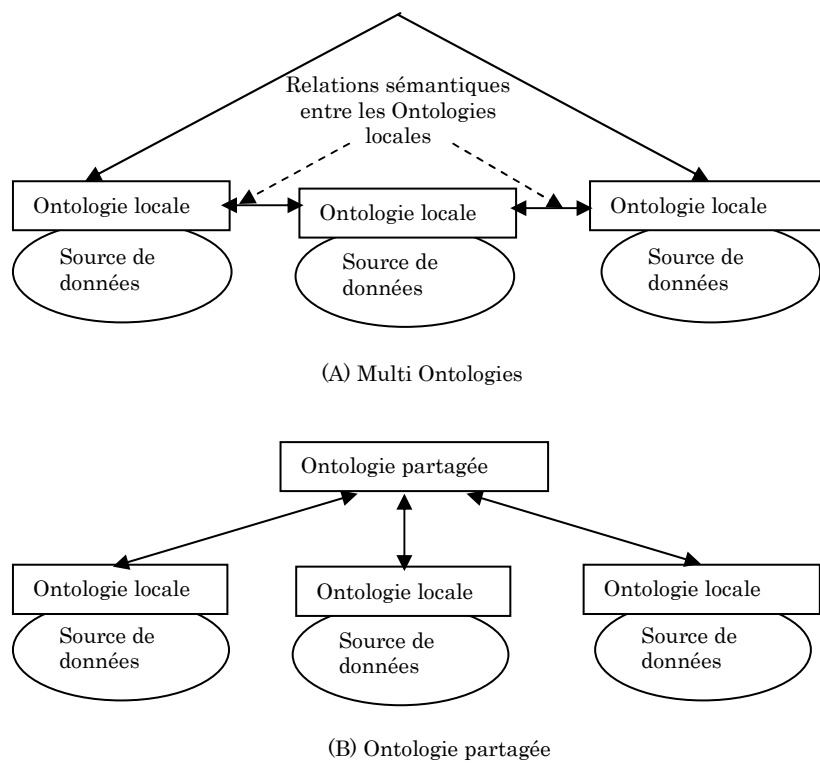 Relations sémantiques
entre les Ontologies
locales
Ontologie locale
Ontologie locale
Ontologie locale
Source de
données
Source de
données
Source de
données
(A) Multi Ontologies
Ontologie partagée
Ontologie locale
Ontologie locale
Ontologie locale
Source de
données
Source de
données
Source de
données
(B) Ontologie partagée